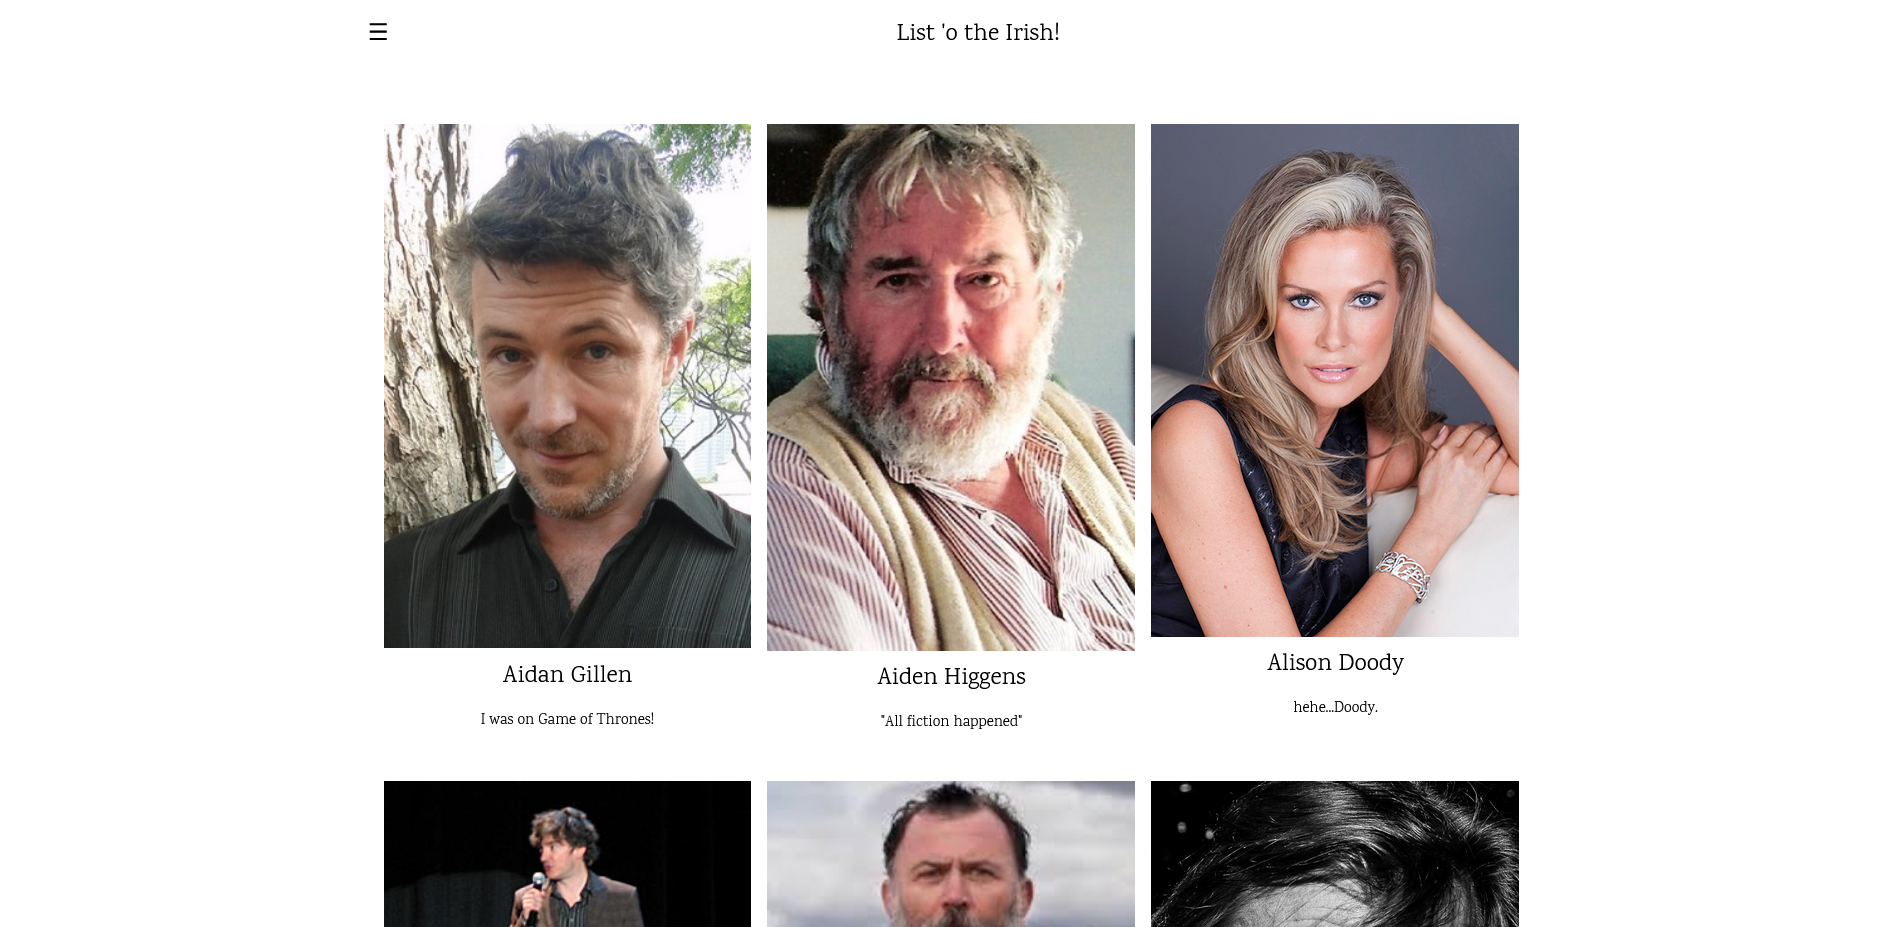 ☰ List 'o the Irish!
Aidan Gillen
I was on Game of Thrones!
Aiden Higgens
"All fiction happened"
Alison Doody
hehe...Doody.